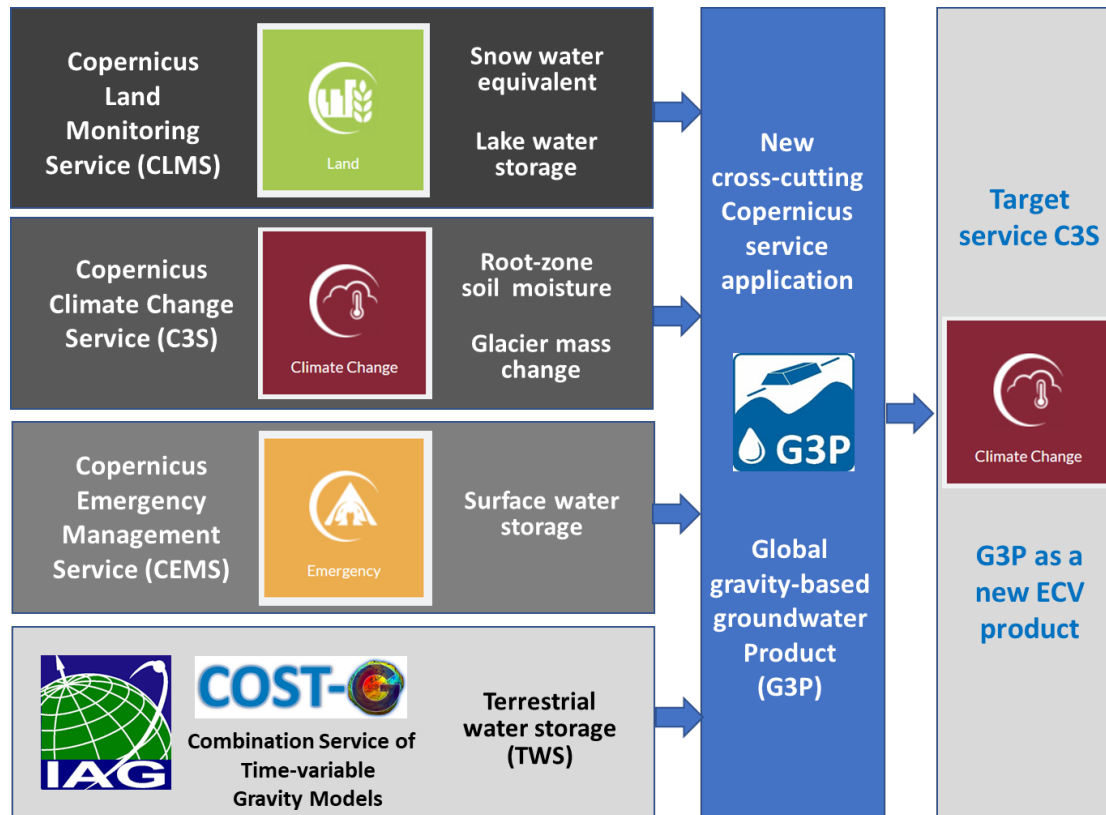 Copernicus
Land
Monitoring
Service (CLMS)
Land
Snow water
equivalent
Lake water
storage
Copernicus
Climate Change
Service (C3S)
Climate Change
Root-zone
soil moisture
Glacier mass
change
Copernicus
Emergency
Management
Service (CEMS)
Emergency
Surface water
storage
IAG
COST-G
Combination Service of
Time-variable
Gravity Models
Terrestrial
water storage
(TWS)
New
cross-cutting
Copernicus
service
application
G3P
Global
gravity-based
groundwater
Product
(G3P)
Target
service C3S
Climate Change
G3P as a
new ECV
product